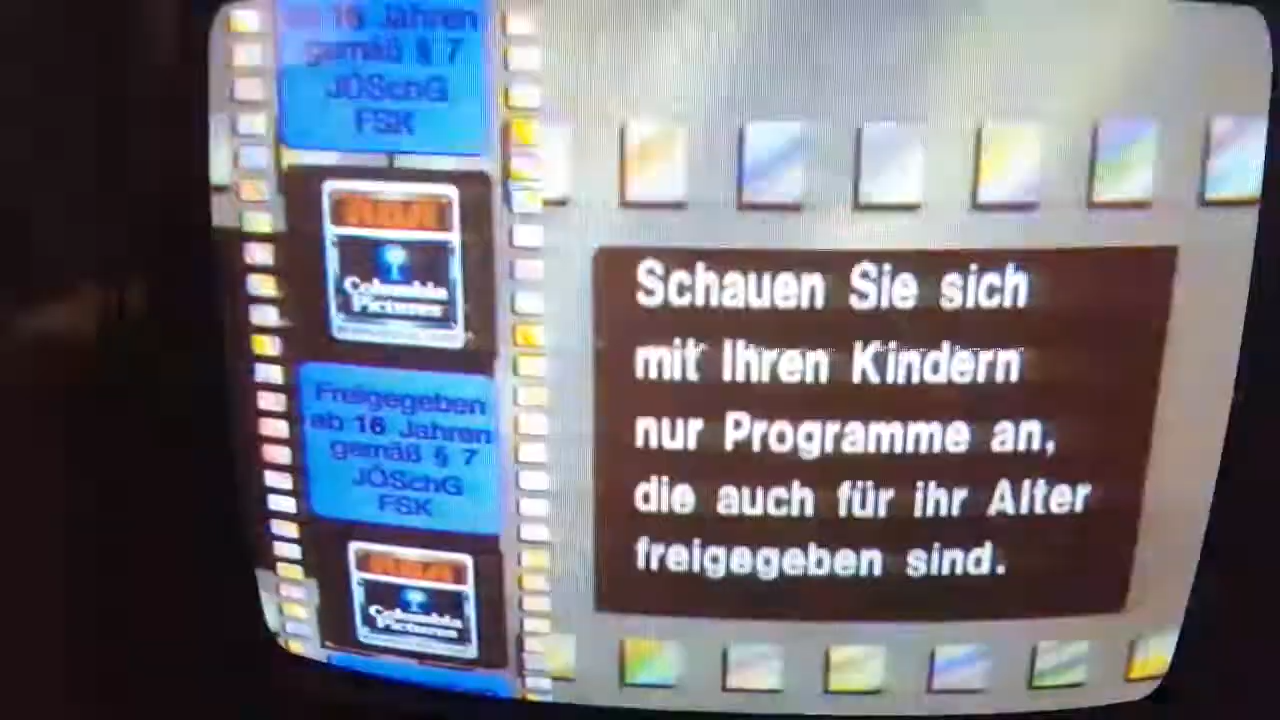 ab 16 Jahren
gemäß § 7
JÖSchG
FSK
RCA
Columbia
Pictures
Freigegeben
ab 16 Jahren
gemäß § 7
JÖSchG
FSK
RCA
Columbia
Pictures
Schauen Sie sich
mit Ihren Kindern
nur Programme an,
die auch für ihr Alter
freigegeben sind.